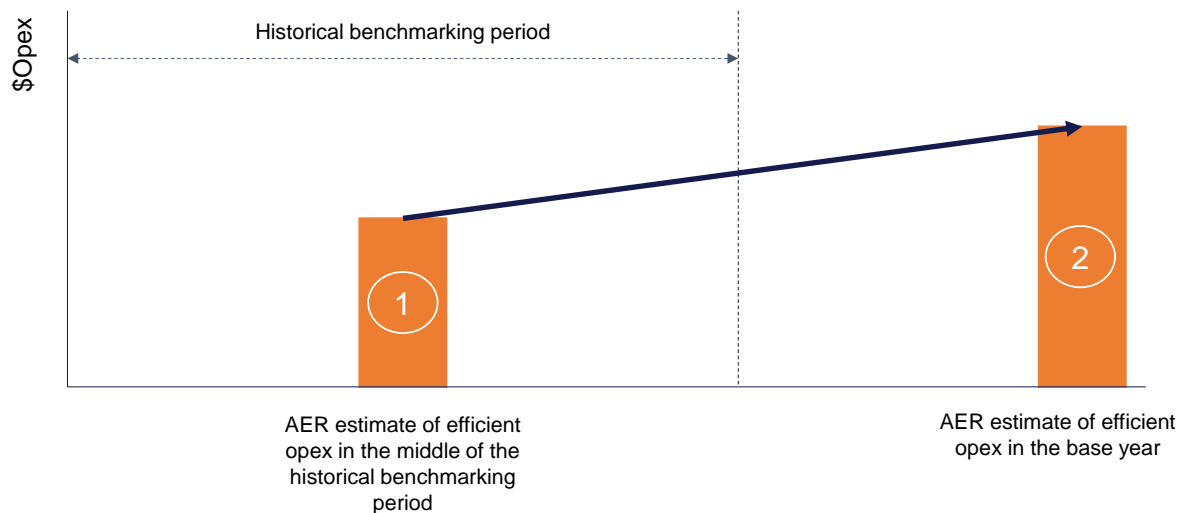 $Opex
Historical benchmarking period
1
2
AER estimate of efficient
opex in the middle of the
historical benchmarking
period
AER estimate of efficient
opex in the base year